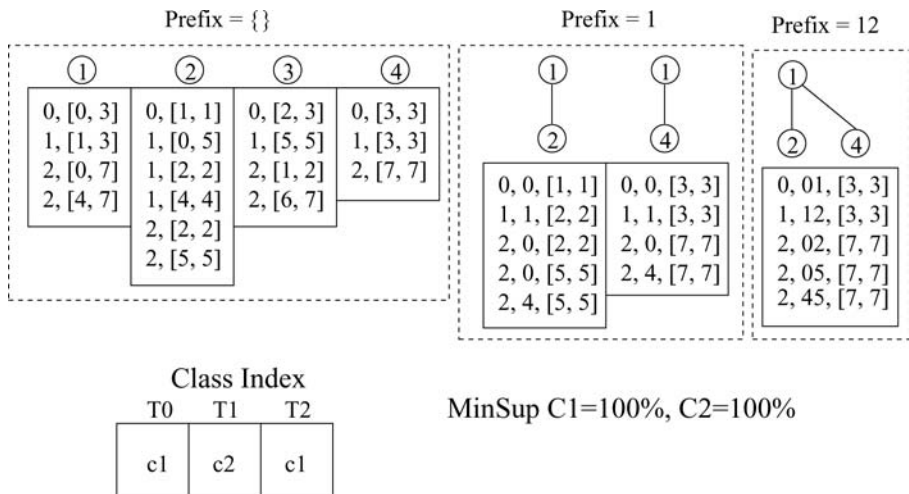 Prefix = {}
1
2
3
4
0, [0, 3]
1, [1, 3]
2, [0, 7]
2, [4, 7]
0, [1, 1]
1, [0, 5]
1, [2, 2]
1, [4, 4]
2, [2, 2]
2, [5, 5]
0, [2, 3]
1, [5, 5]
2, [1, 2]
2, [6, 7]
0, [3, 3]
1, [3, 3]
2, [7, 7]
Prefix = 1
1
2
0, 0, [1, 1]
1, 1, [2, 2]
2, 0, [2, 2]
2, 0, [5, 5]
2, 4, [5, 5]
1
4
0, 0, [3, 3]
1, 1, [3, 3]
2, 0, [7, 7]
2, 4, [7, 7]
Prefix = 12
1
2
4
0, 01, [3, 3]
1, 12, [3, 3]
2, 02, [7, 7]
2, 05, [7, 7]
2, 45, [7, 7]
Class Index
T0 T1 T2
c1 c2 c1
MinSup C1=100%, C2=100%